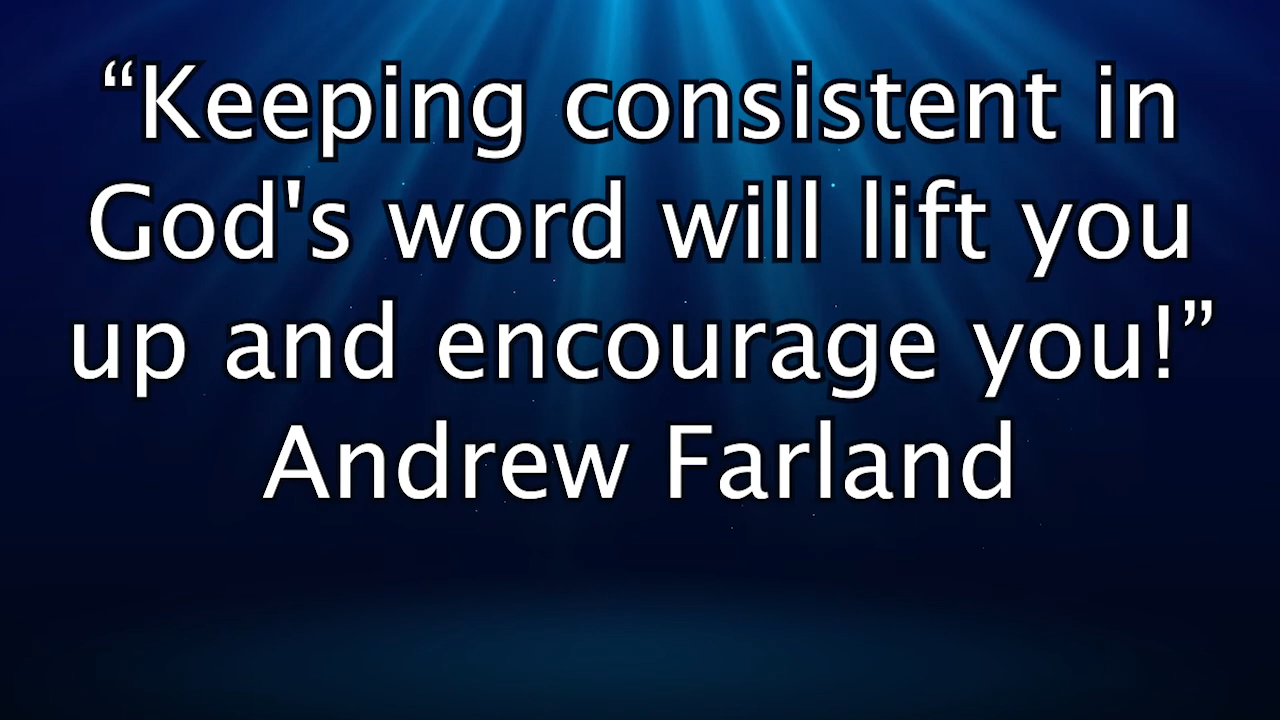 “Keeping consistent in
God's word will lift you
up and encourage you!”
Andrew Farland